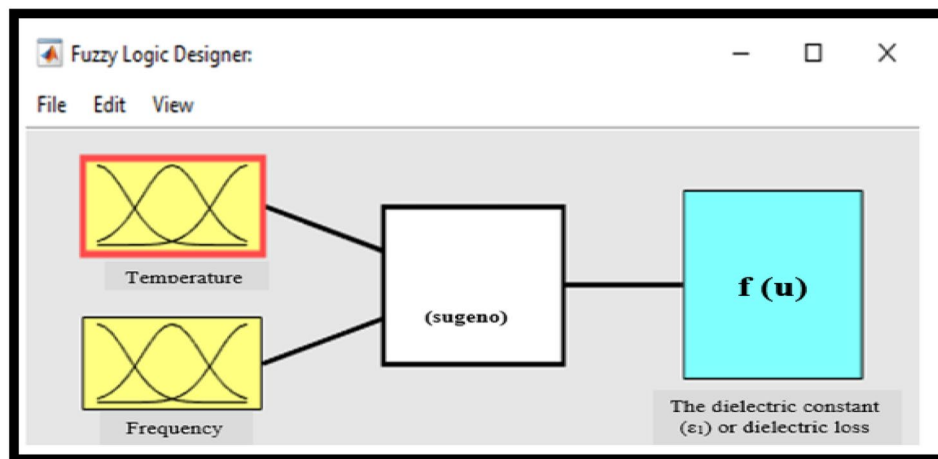 Fuzzy Logic Designer:
File Edit View
Temperature
Frequency
(sugeno)
f (u)
The dielectric constant
(ε₁) or dielectric loss